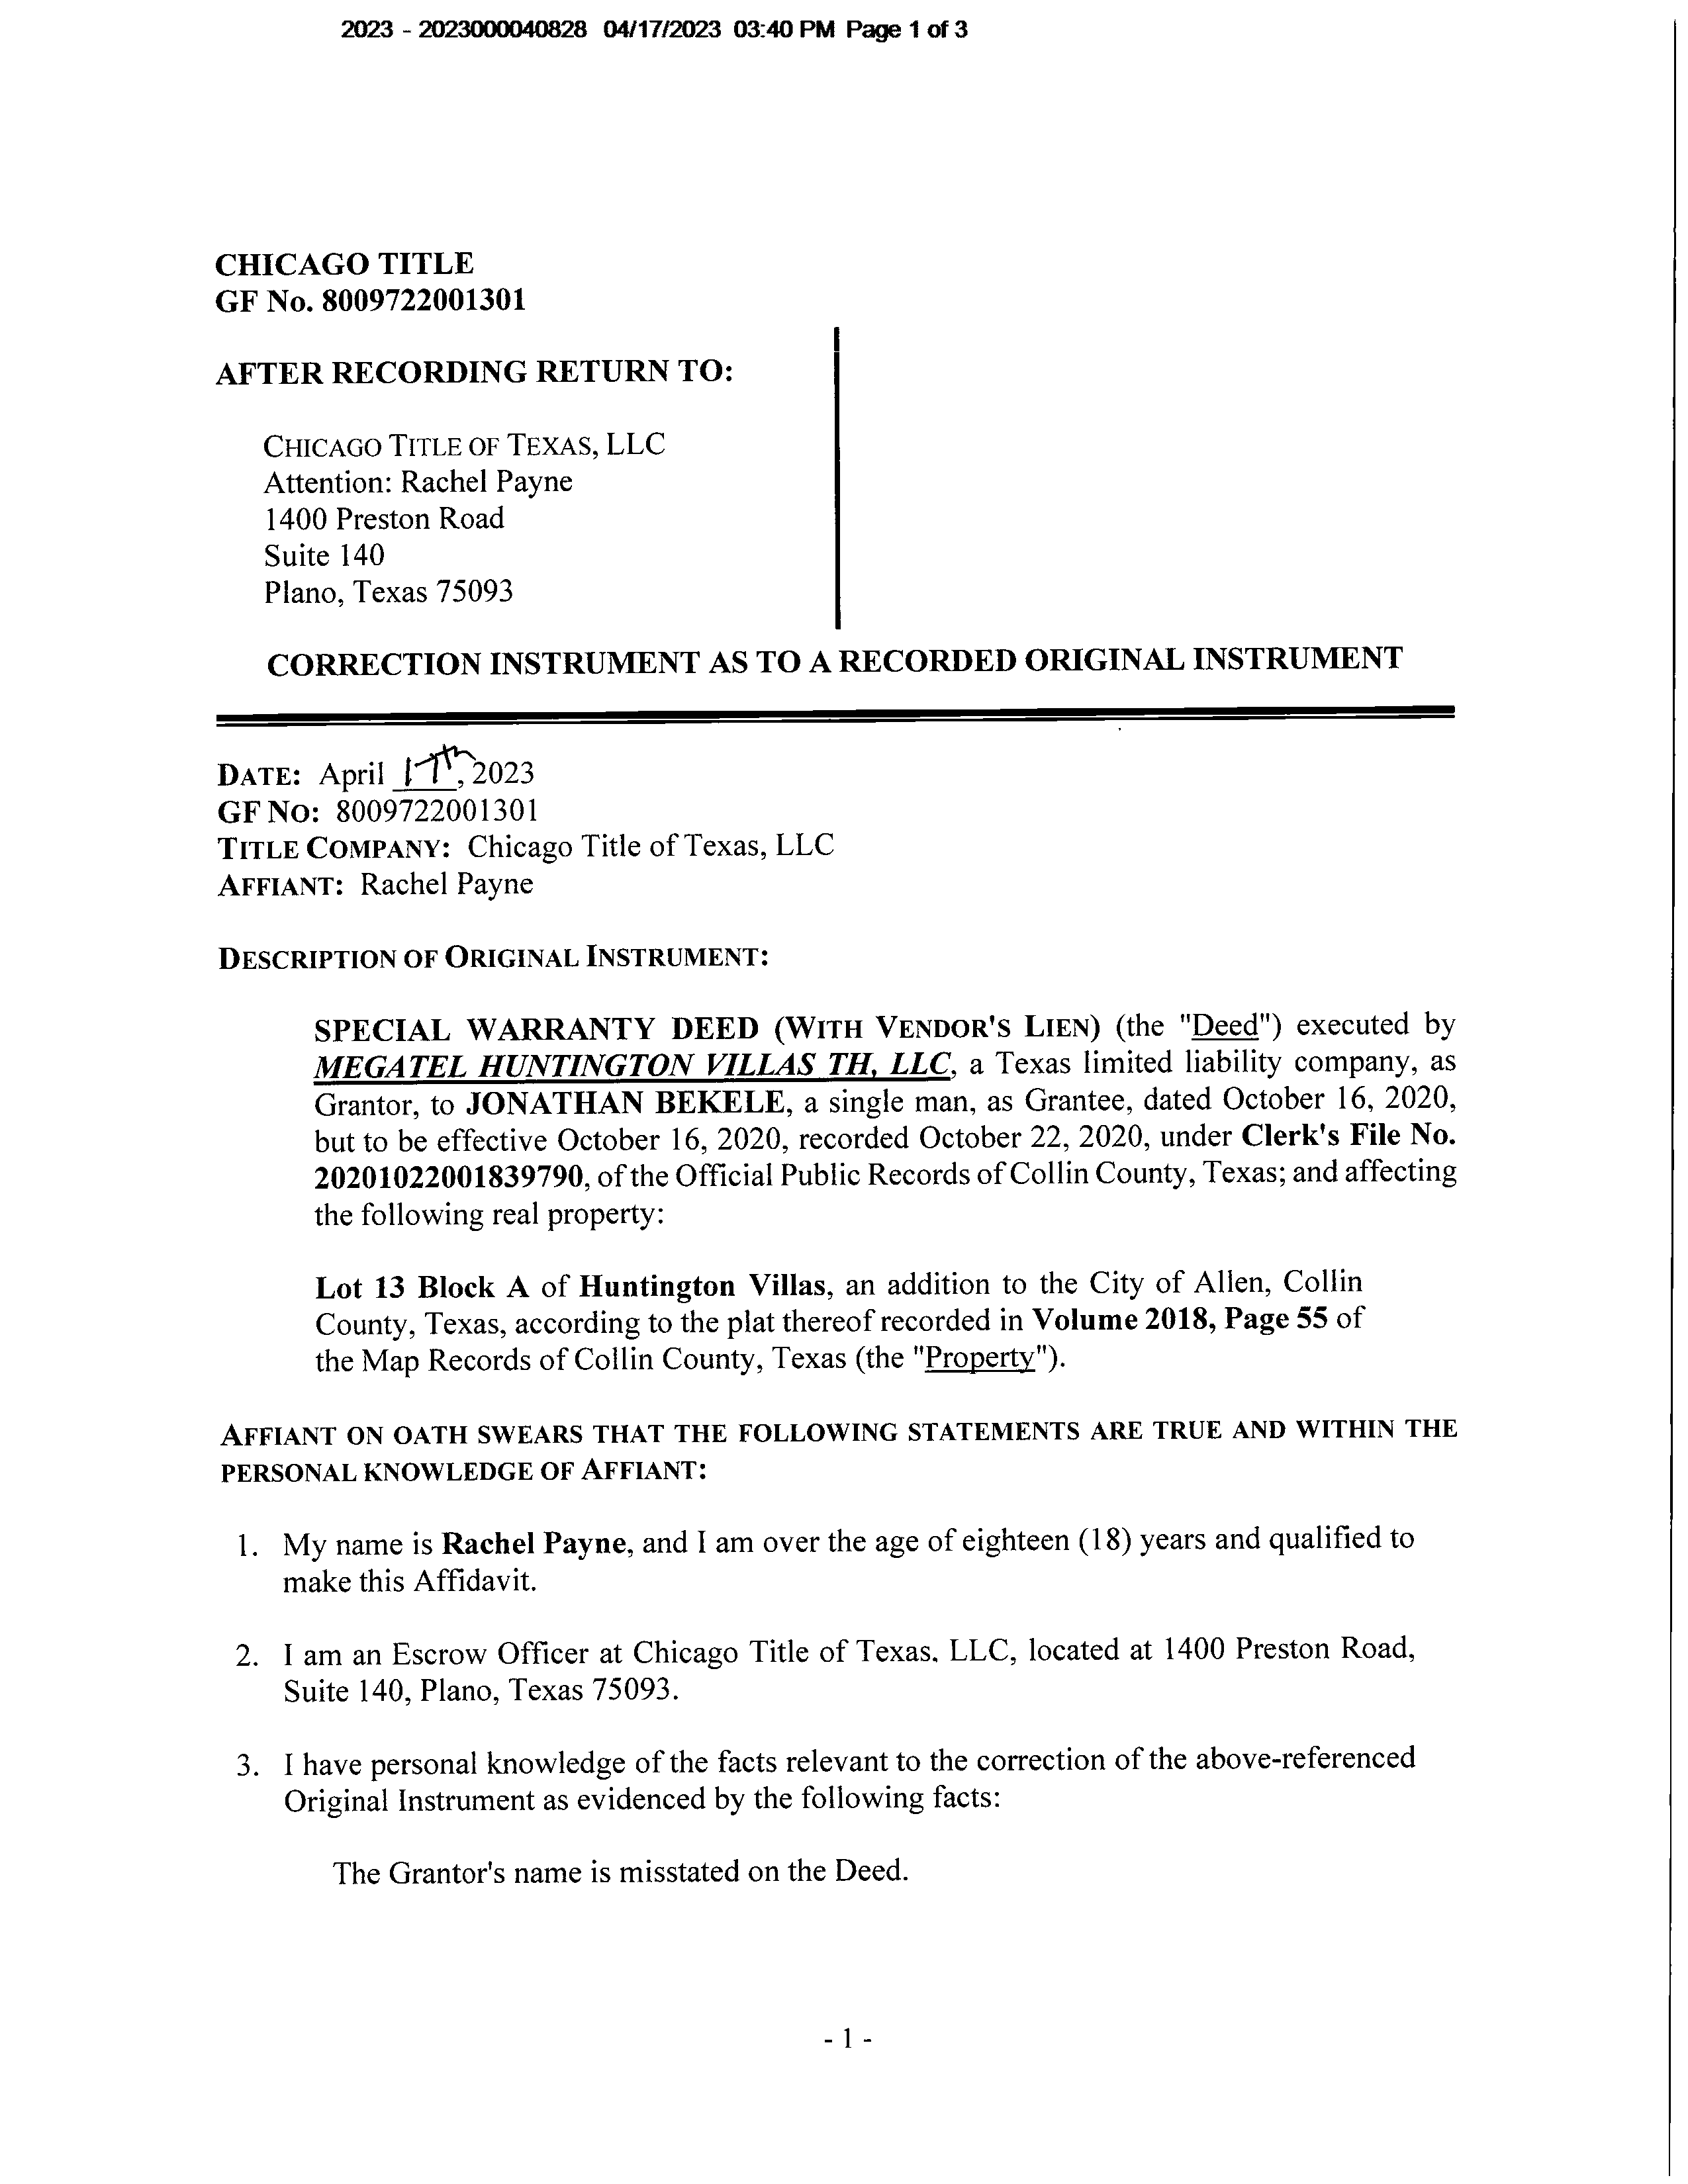 2023 - 2023000040828 04/17/2023 03:40 PM Page 1 of 3
CHICAGO TITLE
GF No. 8009722001301
AFTER RECORDING RETURN TO:
CHICAGO TITLE OF TEXAS, LLC
Attention: Rachel Payne
1400 Preston Road
Suite 140
Plano, Texas 75093
CORRECTION INSTRUMENT AS TO A RECORDED ORIGINAL INSTRUMENT
DATE: April 17th, 2023
GF NO: 8009722001301
TITLE COMPANY: Chicago Title of Texas, LLC
AFFIANT: Rachel Payne
DESCRIPTION OF ORIGINAL INSTRUMENT:
SPECIAL WARRANTY DEED (WITH VENDOR'S LIEN) (the "Deed") executed by
MEGATEL HUNTINGTON VILLAS TH, LLC, a Texas limited liability company, as
Grantor, to JONATHAN BEKELE, a single man, as Grantee, dated October 16, 2020,
but to be effective October 16, 2020, recorded October 22, 2020, under Clerk's File No.
20201022001839790, of the Official Public Records of Collin County, Texas; and affecting
the following real property:
Lot 13 Block A of Huntington Villas, an addition to the City of Allen, Collin
County, Texas, according to the plat thereof recorded in Volume 2018, Page 55 of
the Map Records of Collin County, Texas (the "Property").
AFFIANT ON OATH SWEARS THAT THE FOLLOWING STATEMENTS ARE TRUE AND WITHIN THE
PERSONAL KNOWLEDGE OF AFFIANT:
1. My name is Rachel Payne, and I am over the age of eighteen (18) years and qualified to
make this Affidavit.
2. I am an Escrow Officer at Chicago Title of Texas. LLC, located at 1400 Preston Road,
Suite 140, Plano, Texas 75093.
3. I have personal knowledge of the facts relevant to the correction of the above-referenced
Original Instrument as evidenced by the following facts:
The Grantor's name is misstated on the Deed.
- 1 -